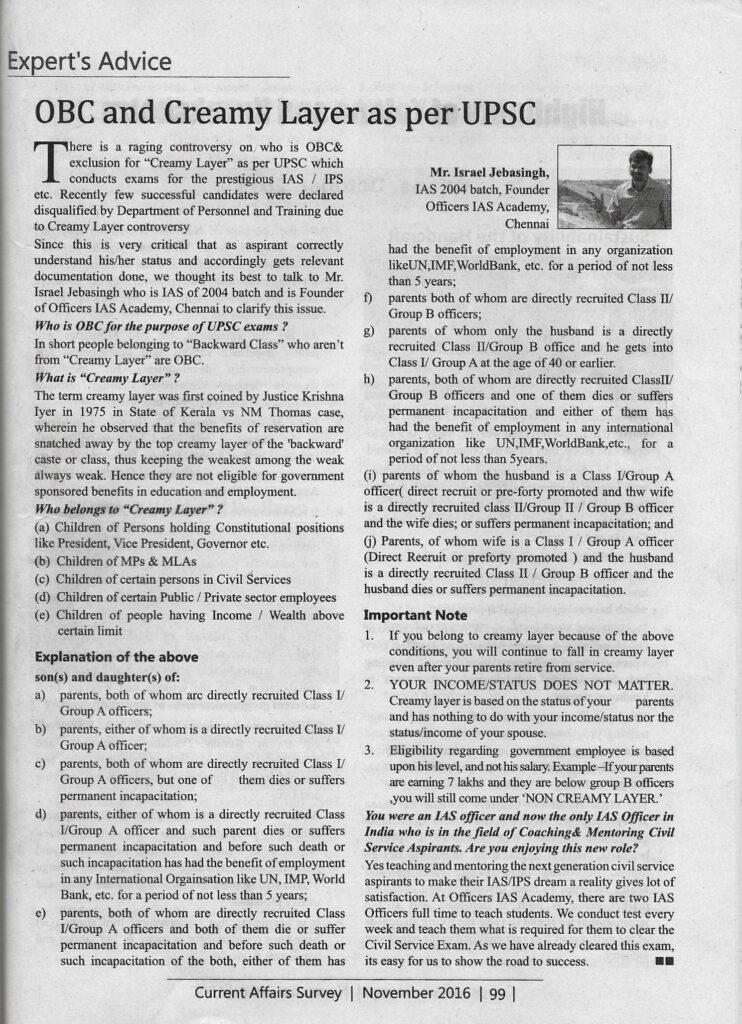 Expert's Advice
OBC and Creamy Layer as per UPSC
There is a raging controversy on who is OBC&
exclusion for “Creamy Layer” as per UPSC which
conducts exams for the prestigious IAS / IPS
etc. Recently few successful candidates were declared
disqualified by Department of Personnel and Training due
to Creamy Layer controversy
Since this is very critical that as aspirant correctly
understand his/her status and accordingly gets relevant
documentation done, we thought its best to talk to Mr.
Israel Jebasingh who is IAS of 2004 batch and is Founder
of Officers IAS Academy, Chennai to clarify this issue.
Who is OBC for the purpose of UPSC exams ?
In short people belonging to “Backward Class” who aren’t
from “Creamy Layer” are OBC.
What is “Creamy Layer” ?
The term creamy layer was first coined by Justice Krishna
Iyer in 1975 in State of Kerala vs NM Thomas case,
wherein he observed that the benefits of reservation are
snatched away by the top creamy layer of the 'backward'
caste or class, thus keeping the weakest among the weak
always weak. Hence they are not eligible for government
sponsored benefits in education and employment.
Who belongs to “Creamy Layer” ?
(a) Children of Persons holding Constitutional positions
like President, Vice President, Governor etc.
(b) Children of MPs & MLAs
(c) Children of certain persons in Civil Services
(d) Children of certain Public / Private sector employees
(e) Children of people having Income / Wealth above
certain limit
Explanation of the above
son(s) and daughter(s) of:
a) parents, both of whom are directly recruited Class I/
Group A officers;
b) parents, either of whom is a directly recruited Class I/
Group A officer;
c) parents, both of whom are directly recruited Class I/
Group A officers, but one of them dies or suffers
permanent incapacitation;
d) parents, either of whom is a directly recruited Class
I/Group A officer and such parent dies or suffers
permanent incapacitation and before such death or
such incapacitation has had the benefit of employment
in any International Orgainsation like UN, IMP, World
Bank, etc. for a period of not less than 5 years;
e) parents, both of whom are directly recruited Class
I/Group A officers and both of them die or suffer
permanent incapacitation and before such death or
such incapacitation of the both, either of them has
Mr. Israel Jebasingh,
IAS 2004 batch, Founder
Officers IAS Academy,
Chennai
had the benefit of employment in any organization
likeUN,IMF,WorldBank, etc. for a period of not less
than 5 years;
f) parents both of whom are directly recruited Class II/
Group B officers;
g) parents of whom only the husband is a directly
recruited Class II/Group B office and he gets into
Class I/ Group A at the age of 40 or earlier.
h) parents, both of whom are directly recruited ClassII/
Group B officers and one of them dies or suffers
permanent incapacitation and either of them has
had the benefit of employment in any international
organization like UN,IMF,WorldBank,etc., for a
period of not less than 5years.
(i) parents of whom the husband is a Class I/Group A
officer( direct recruit or pre-forty promoted and thw wife
is a directly recruited class II/Group II / Group B officer
and the wife dies; or suffers permanent incapacitation; and
(j) Parents, of whom wife is a Class I / Group A officer
(Direct Recruit or preforty promoted ) and the husband
is a directly recruited Class II / Group B officer and the
husband dies or suffers permanent incapacitation.
Important Note
1. If you belong to creamy layer because of the above
conditions, you will continue to fall in creamy layer
even after your parents retire from service.
2. YOUR INCOME/STATUS DOES NOT MATTER.
Creamy layer is based on the status of your parents
and has nothing to do with your income/status nor the
status/income of your spouse.
3. Eligibility regarding government employee is based
upon his level, and not his salary. Example –If your parents
are earning 7 lakhs and they are below group B officers
,you will still come under ‘NON CREAMY LAYER.’
You were an IAS officer and now the only IAS Officer in
India who is in the field of Coaching& Mentoring Civil
Service Aspirants. Are you enjoying this new role?
Yes teaching and mentoring the next generation civil service
aspirants to make their IAS/IPS dream a reality gives lot of
satisfaction. At Officers IAS Academy, there are two IAS
Officers full time to teach students. We conduct test every
week and teach them what is required for them to clear the
Civil Service Exam. As we have already cleared this exam,
its easy for us to show the road to success.
Current Affairs Survey | November 2016 | 99 |